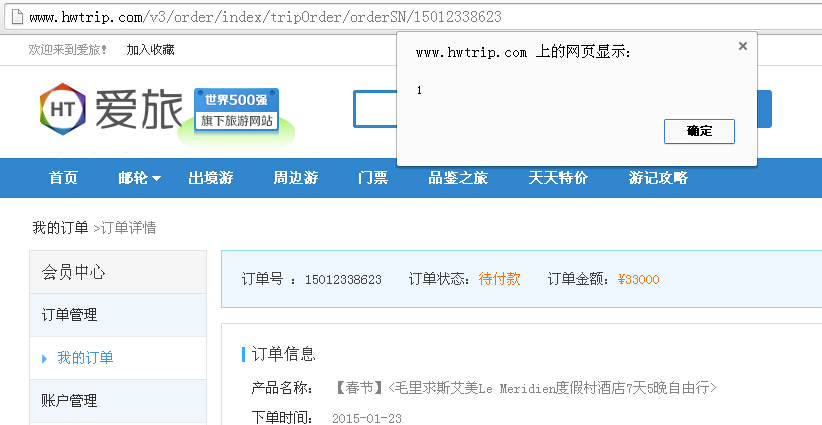 www.hwtrip.com/v3/order/index/tripOrder/orderSN/15012338623
欢迎来到爱旅! 加入收藏
www.hwtrip.com 上的网页显示:
1
确定
HT 爱旅
世界500强
旗下旅游网站
首页 邮轮 出境游 周边游 门票 品鉴之旅 天天特价 游记攻略
我的订单 >订单详情
会员中心
订单号 : 15012338623 订单状态: 待付款 订单金额: ¥33000
订单管理
我的订单
订单信息
产品名称: 【春节】<毛里求斯艾美Le Meridien度假村酒店7天5晚自由行>
账户管理
下单时间: 2015-01-23